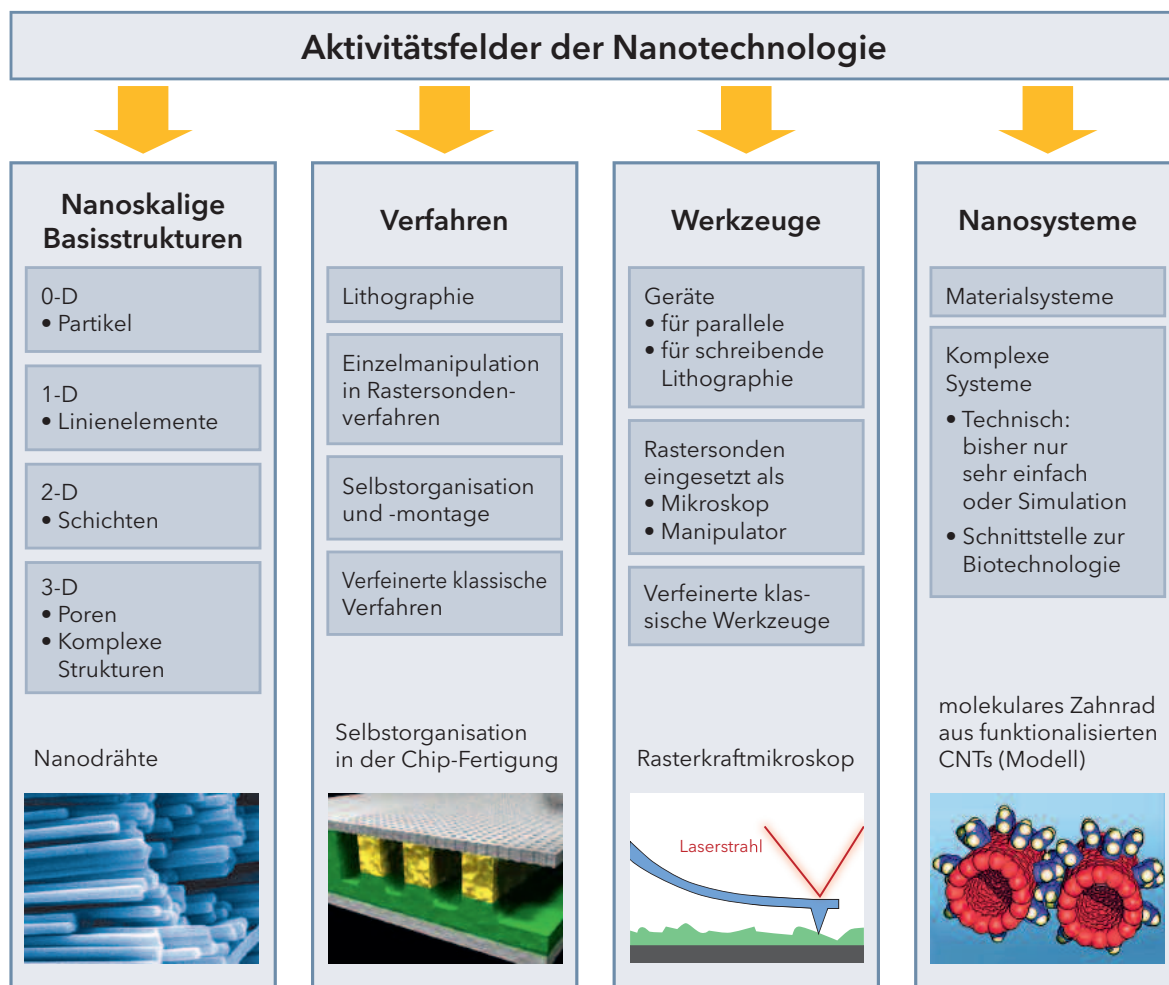 Aktivitätsfelder der Nanotechnologie
Nanoskalige
Basisstrukturen
0-D
• Partikel
1-D
• Linienelemente
2-D
• Schichten
3-D
• Poren
• Komplexe
Strukturen
Nanodrähte
Verfahren
Lithographie
Einzelmanipulation
in Rastersonden-
verfahren
Selbstorganisation
und -montage
Verfeinerte klassische
Verfahren
Selbstorganisation
in der Chip-Fertigung
Werkzeuge
Geräte
• für parallele
• für schreibende
Lithographie
Rastersonden
eingesetzt als
• Mikroskop
• Manipulator
Verfeinerte klas-
sische Werkzeuge
Rasterkraftmikroskop
Laserstrahl
Nanosysteme
Materialsysteme
Komplexe
Systeme
• Technisch:
bisher nur
sehr einfach
oder Simulation
• Schnittstelle zur
Biotechnologie
molekulares Zahnrad
aus funktionalisierten
CNTs (Modell)